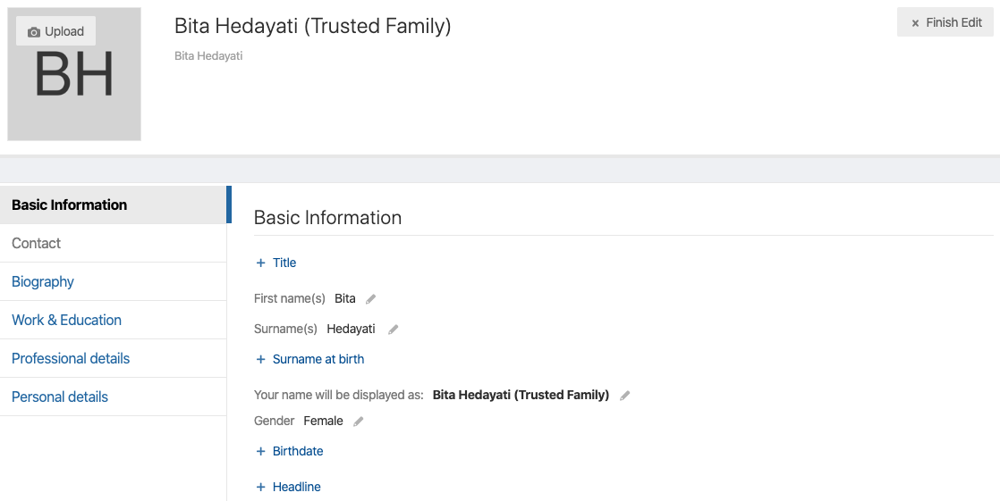 Upload
BH
Bita Hedayati (Trusted Family)
Bita Hedayati
× Finish Edit
Basic Information
Contact
Biography
Work & Education
Professional details
Personal details
Basic Information
+ Title
First name(s) Bita
Surname(s) Hedayati
+ Surname at birth
Your name will be displayed as: Bita Hedayati (Trusted Family)
Gender Female
+ Birthdate
+ Headline